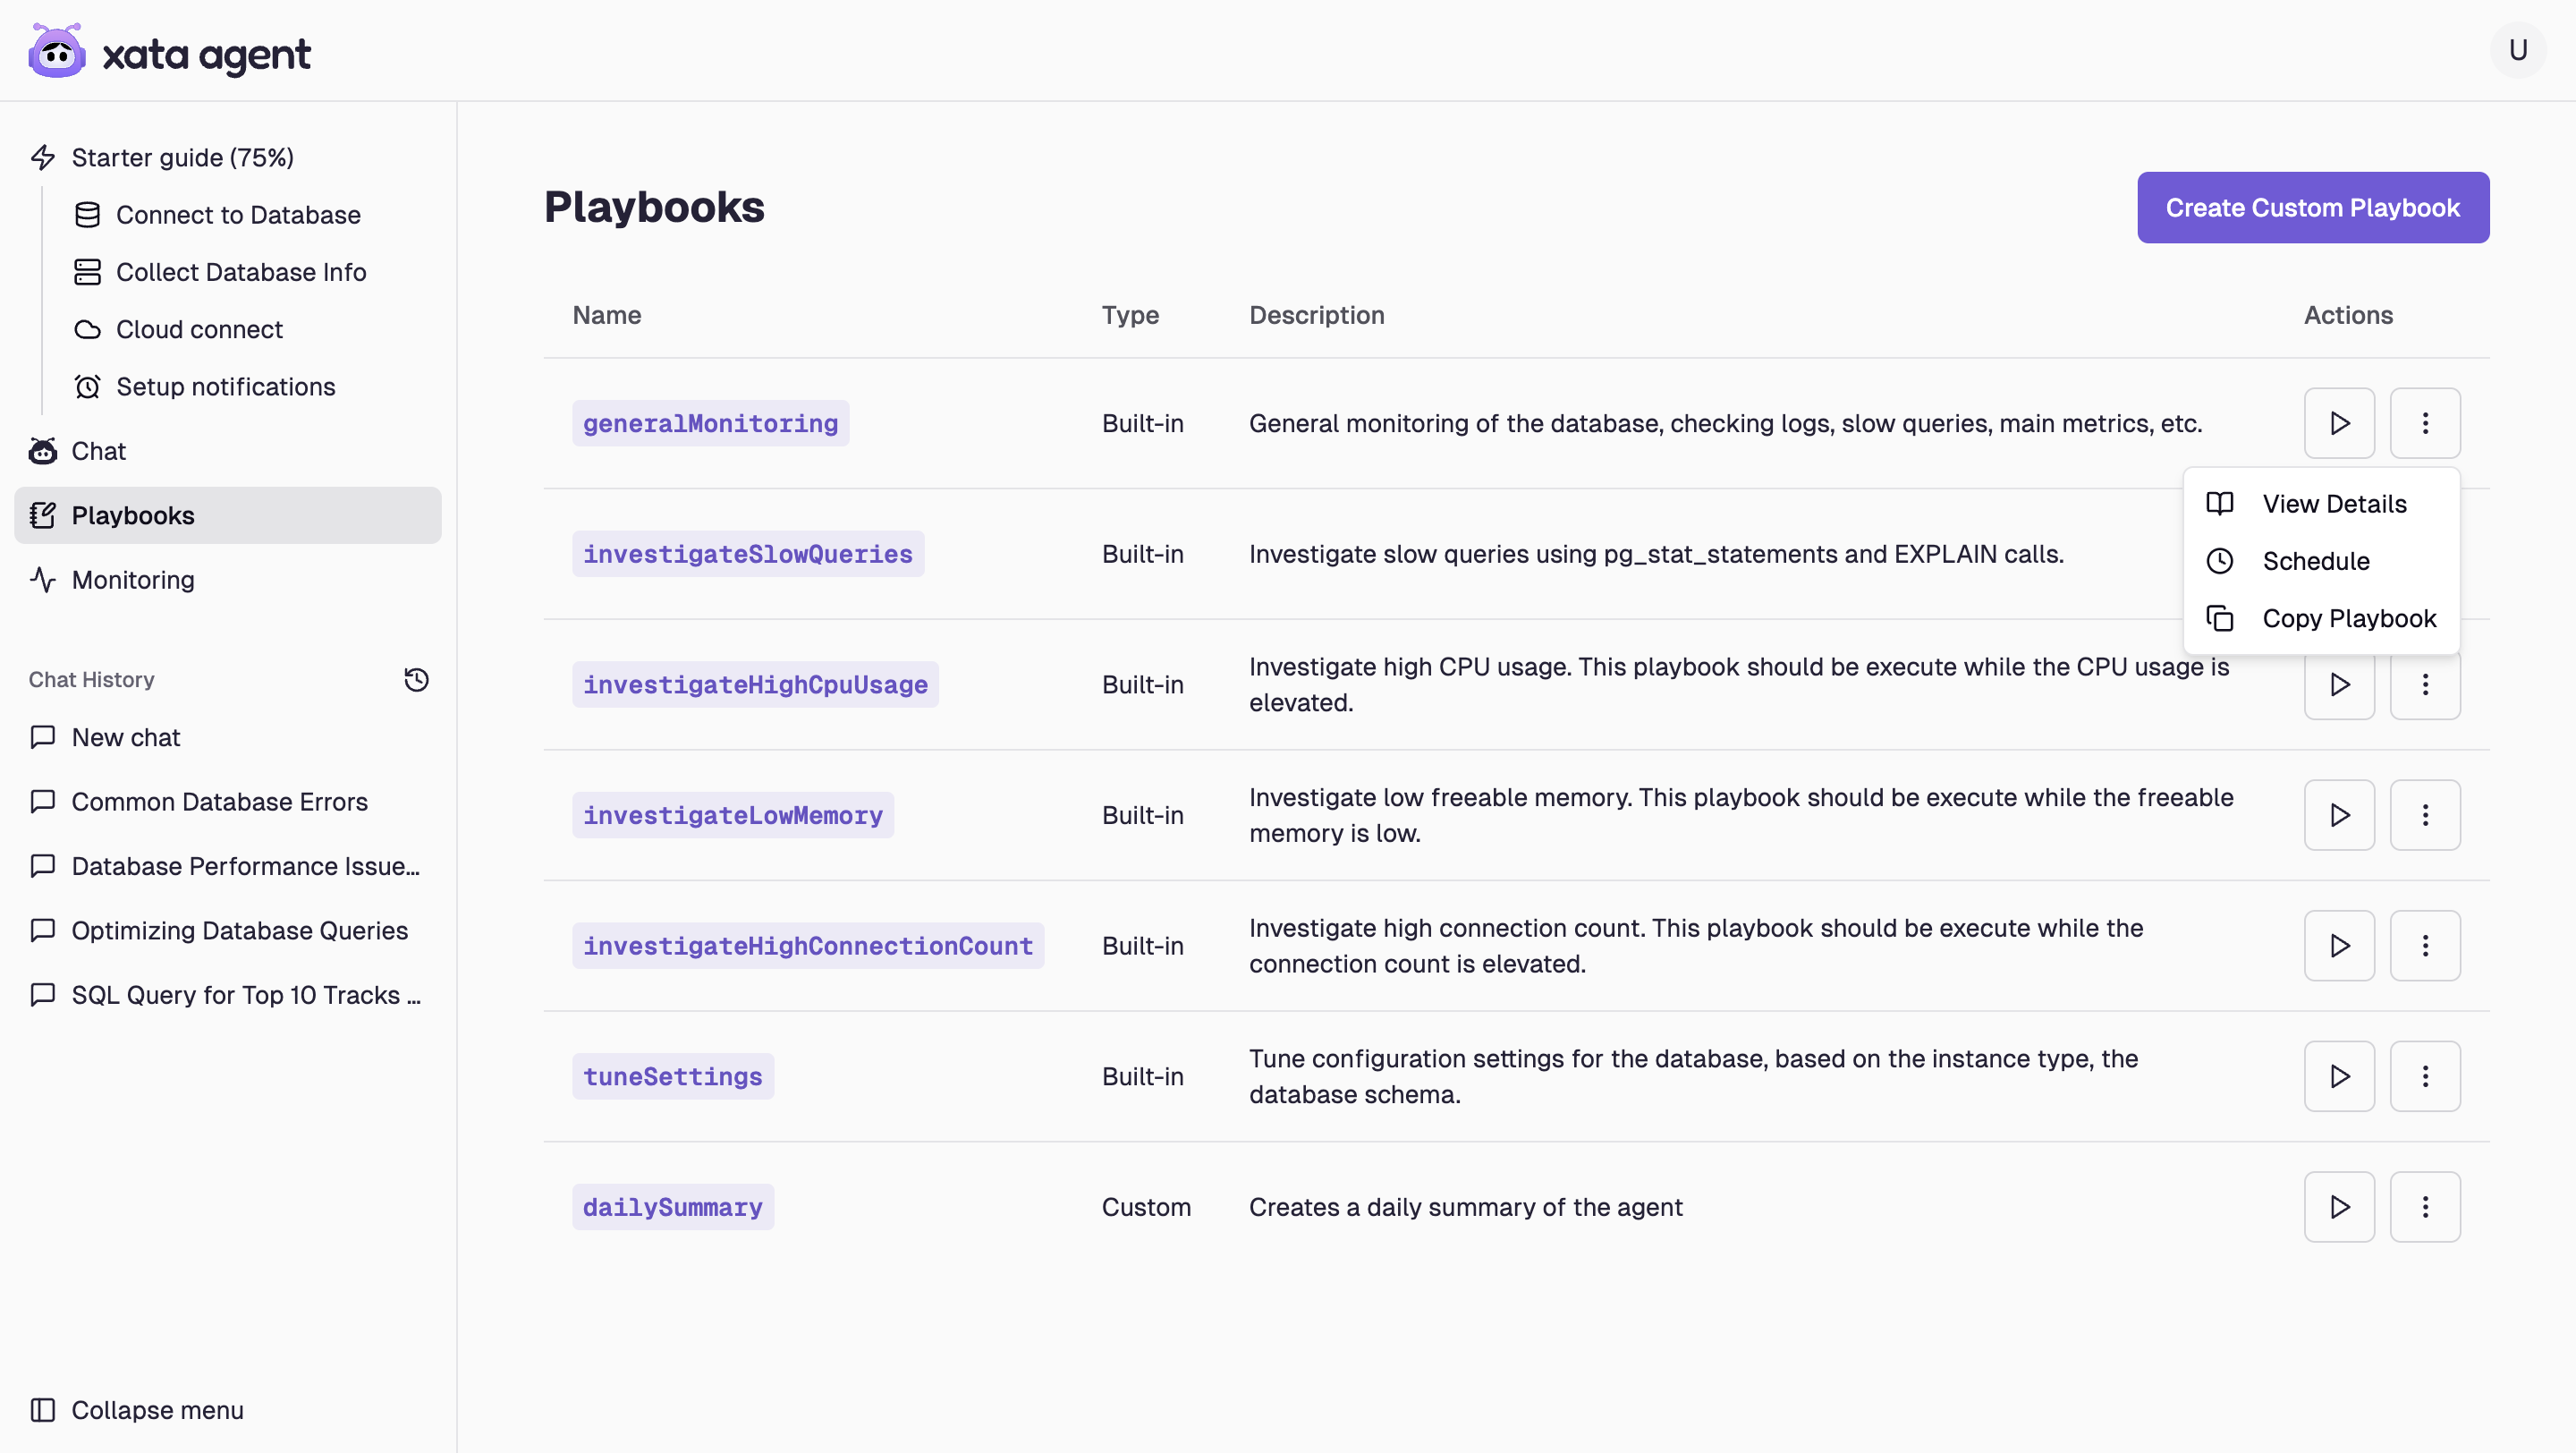 xata agent
U
Starter guide (75%)
Connect to Database
Collect Database Info
Cloud connect
Setup notifications
Chat
Playbooks
Monitoring
Chat History
New chat
Common Database Errors
Database Performance Issue...
Optimizing Database Queries
SQL Query for Top 10 Tracks ...
Collapse menu
Playbooks
Create Custom Playbook
Name Type Description Actions
generalMonitoring Built-in General monitoring of the database, checking logs, slow queries, main metrics, etc.
View Details
Schedule
Copy Playbook
investigateSlowQueries Built-in Investigate slow queries using pg_stat_statements and EXPLAIN calls.
investigateHighCpuUsage Built-in Investigate high CPU usage. This playbook should be execute while the CPU usage is
elevated.
investigateLowMemory Built-in Investigate low freeable memory. This playbook should be execute while the freeable
memory is low.
investigateHighConnectionCount Built-in Investigate high connection count. This playbook should be execute while the
connection count is elevated.
tuneSettings Built-in Tune configuration settings for the database, based on the instance type, the
database schema.
dailySummary Custom Creates a daily summary of the agent